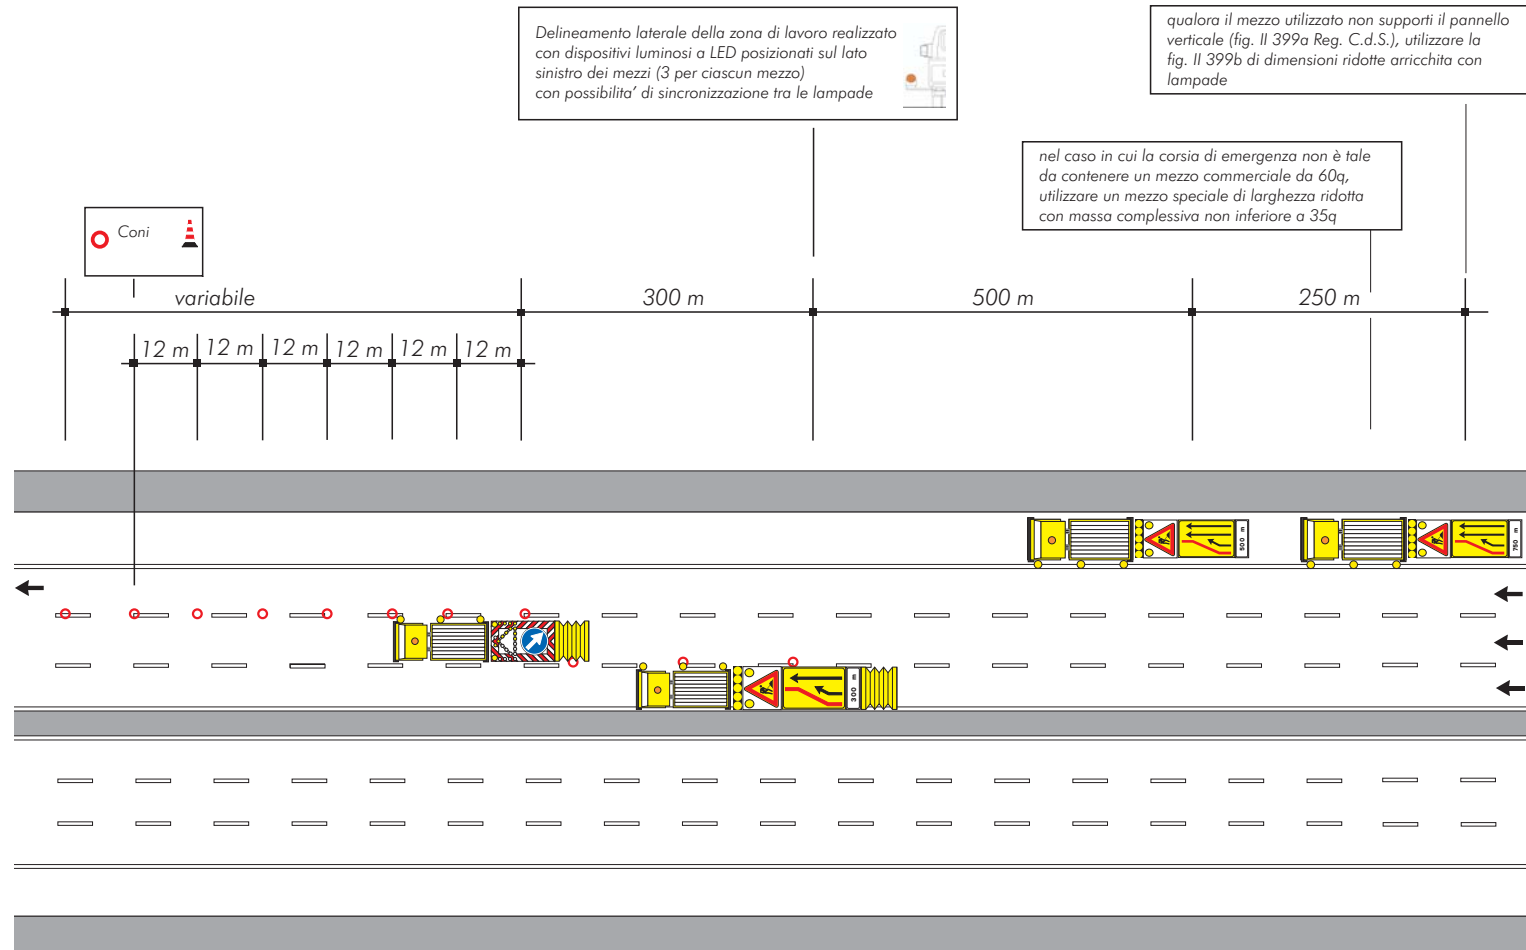 Delineamento laterale della zona di lavoro realizzato
con dispositivi luminosi a LED posizionati sul lato
sinistro dei mezzi (3 per ciascun mezzo)
con possibilita' di sincronizzazione tra le lampade
qualora il mezzo utilizzato non supporti il pannello
verticale (fig. II 399a Reg. C.d.S.), utilizzare la
fig. II 399b di dimensioni ridotte arricchita con
lampade
nel caso in cui la corsia di emergenza non è tale
da contenere un mezzo commerciale da 60q,
utilizzare un mezzo speciale di larghezza ridotta
con massa complessiva non inferiore a 35q
Coni
variabile
300 m
500 m
250 m
12 m
12 m
12 m
12 m
12 m
12 m
500 m
750 m
300 m